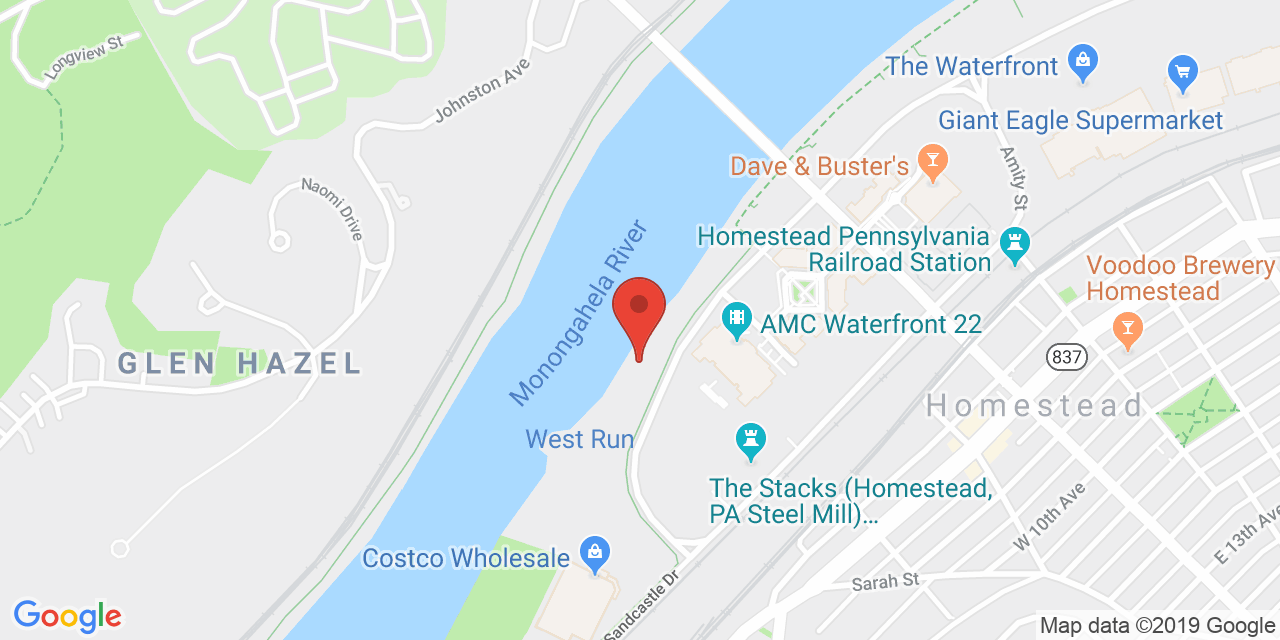 Longview St
Johnston Ave
The Waterfront
Giant Eagle Supermarket
Dave & Buster's
Amity St
Naomi Drive
Homestead Pennsylvania
Railroad Station
Monongahela River
Voodoo Brewery
Homestead
AMC Waterfront 22
GLEN HAZEL
837
Homestead
West Run
The Stacks (Homestead,
PA Steel Mill)...
W 10th Ave
E 13th Ave
Costco Wholesale
Sarah St
Sandcastle Dr
Google
Map data ©2019 Google